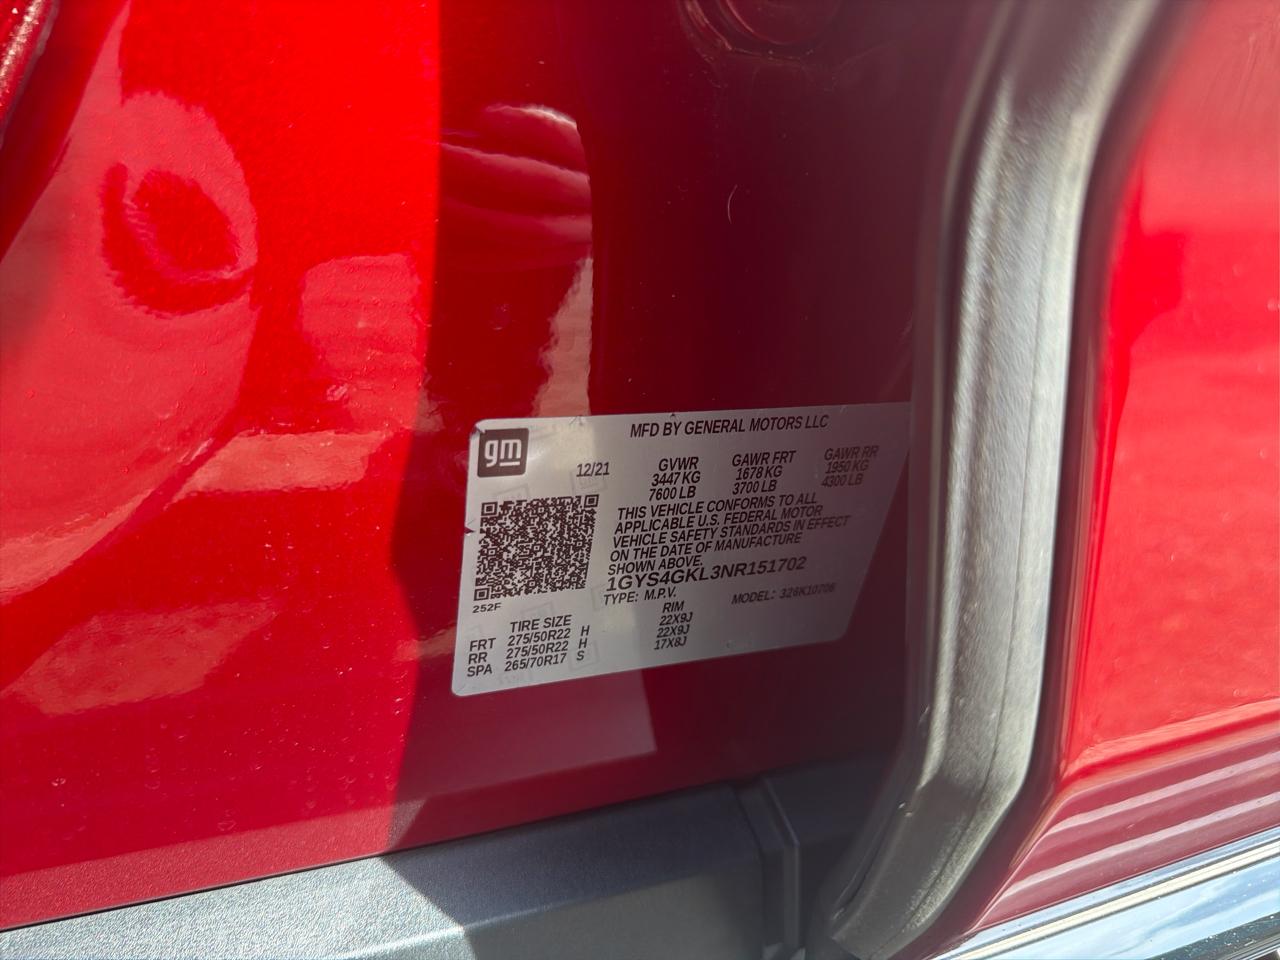 gm
MFD BY GENERAL MOTORS LLC
12/21
GVWR GAWR FRT GAWR RR
3447 KG 1678 KG 1950 KG
7600 LB 3700 LB 4300 LB
THIS VEHICLE CONFORMS TO ALL
APPLICABLE U.S. FEDERAL MOTOR
VEHICLE SAFETY STANDARDS IN EFFECT
ON THE DATE OF MANUFACTURE
SHOWN ABOVE.
1GYS4GKL3NR151702
252F
TYPE: M.P.V. MODEL: 326K10706
TIRE SIZE RIM
FRT 275/50R22 H 22X9J
RR 275/50R22 H 22X9J
SPA 265/70R17 S 17X8J